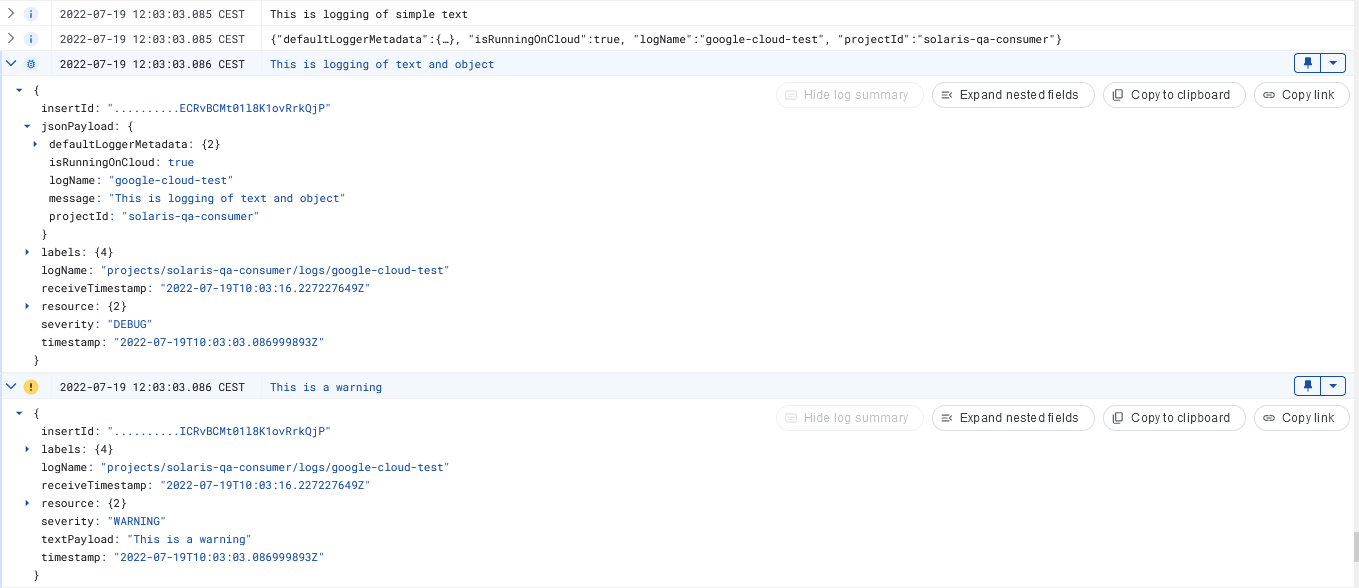 2022-07-19 12:03:03.085 CEST This is logging of simple text
2022-07-19 12:03:03.085 CEST {"defaultLoggerMetadata":{…}, "isRunningOnCloud":true, "logName":"google-cloud-test", "projectId":"solaris-qa-consumer"}
2022-07-19 12:03:03.086 CEST This is logging of text and object
{ Hide log summary Expand nested fields Copy to clipboard Copy link
insertId: "..........ECRvBCMt01l8K1ovRrkQjP"
jsonPayload: {
defaultLoggerMetadata: {2}
isRunningOnCloud: true
logName: "google-cloud-test"
message: "This is logging of text and object"
projectId: "solaris-qa-consumer"
}
labels: {4}
logName: "projects/solaris-qa-consumer/logs/google-cloud-test"
receiveTimestamp: "2022-07-19T10:03:16.227227649Z"
resource: {2}
severity: "DEBUG"
timestamp: "2022-07-19T10:03:03.086999893Z"
}
2022-07-19 12:03:03.086 CEST This is a warning
{ Hide log summary Expand nested fields Copy to clipboard Copy link
insertId: "..........ICRvBCMt01l8K1ovRrkQjP"
labels: {4}
logName: "projects/solaris-qa-consumer/logs/google-cloud-test"
receiveTimestamp: "2022-07-19T10:03:16.227227649Z"
resource: {2}
severity: "WARNING"
textPayload: "This is a warning"
timestamp: "2022-07-19T10:03:03.086999893Z"
}